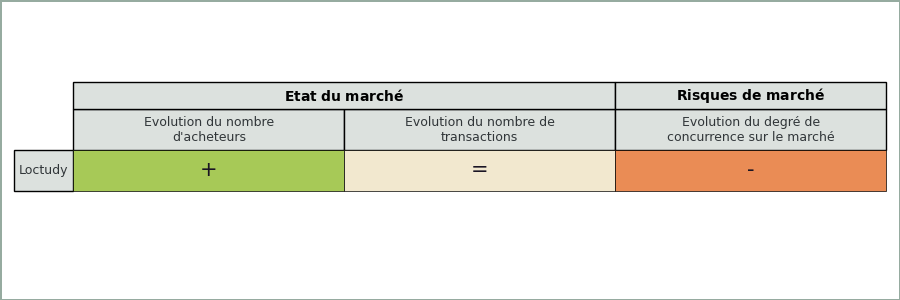 Etat du marché
Risques de marché
Evolution du nombre
d'acheteurs
Evolution du nombre de
transactions
Evolution du degré de
concurrence sur le marché
Loctudy
+
=
-